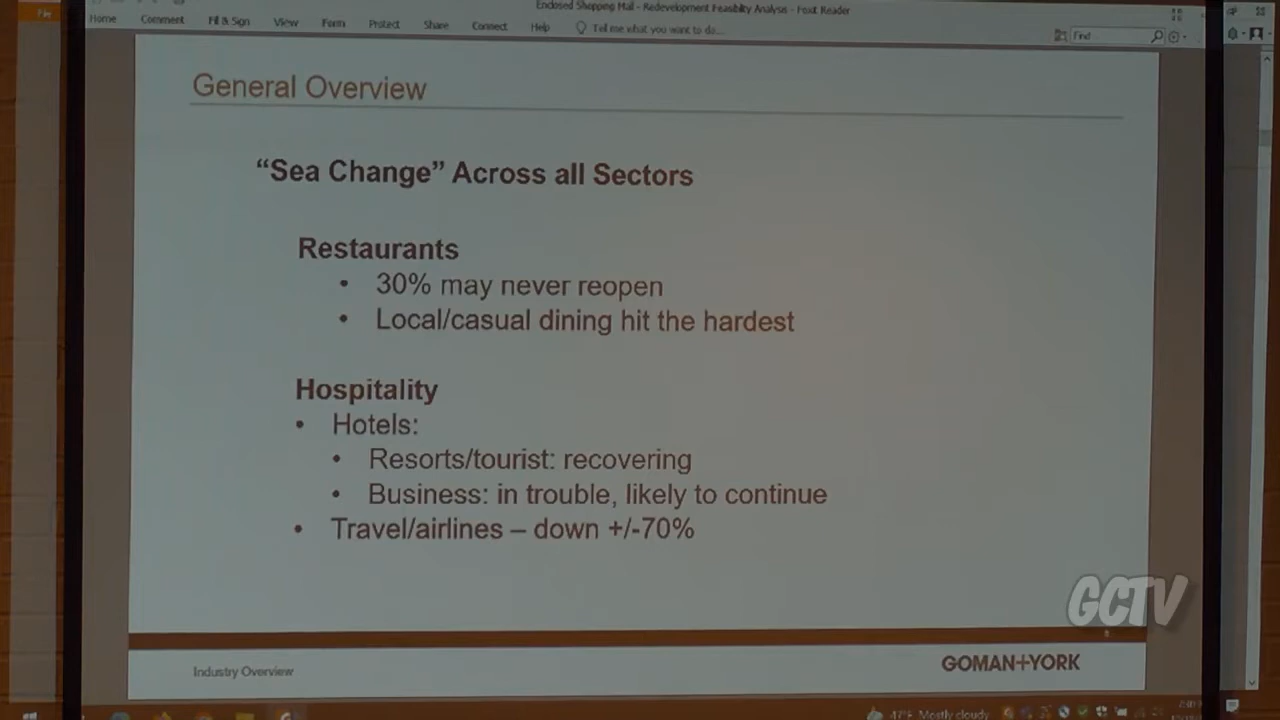 Enclosed Shopping Mall - Redevelopment Feasibility Analysis - Foxit Reader
Home Comment Fill & Sign View Form Protect Share Connect Help Tell me what you want to do... Find
General Overview
“Sea Change” Across all Sectors
Restaurants
• 30% may never reopen
• Local/casual dining hit the hardest
Hospitality
• Hotels:
• Resorts/tourist: recovering
• Business: in trouble, likely to continue
• Travel/airlines – down +/-70%
GCTV
Industry Overview
GOMAN+YORK
47°F Mostly cloudy